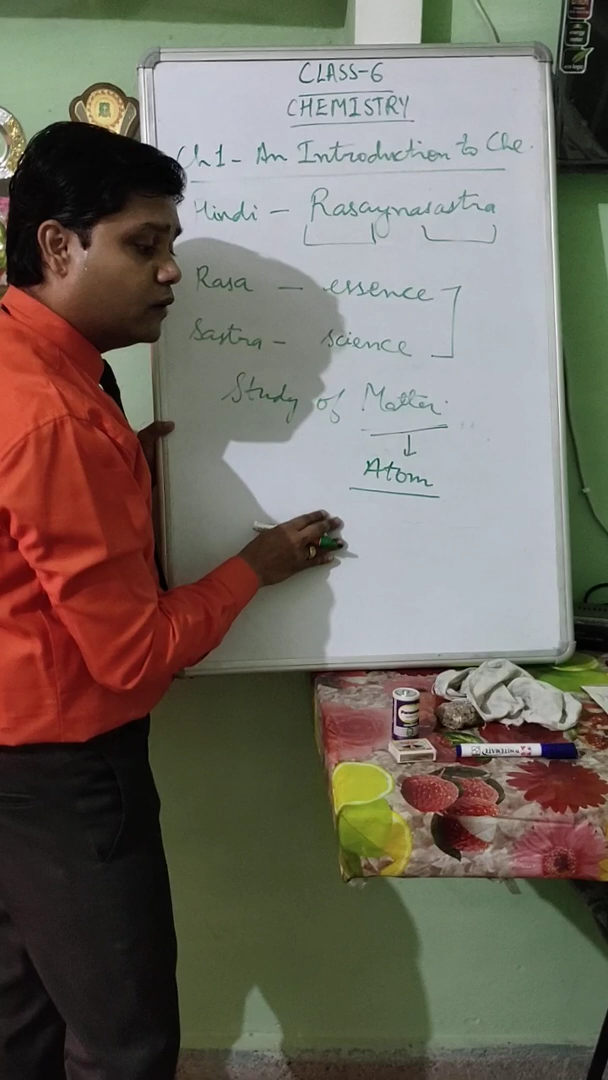 CLASS-6
CHEMISTRY
Ch1- An Introduction to Che.
Hindi - Rasaynasastra
Rasa - essence
Sastra - science
Study of Matter.
Atom